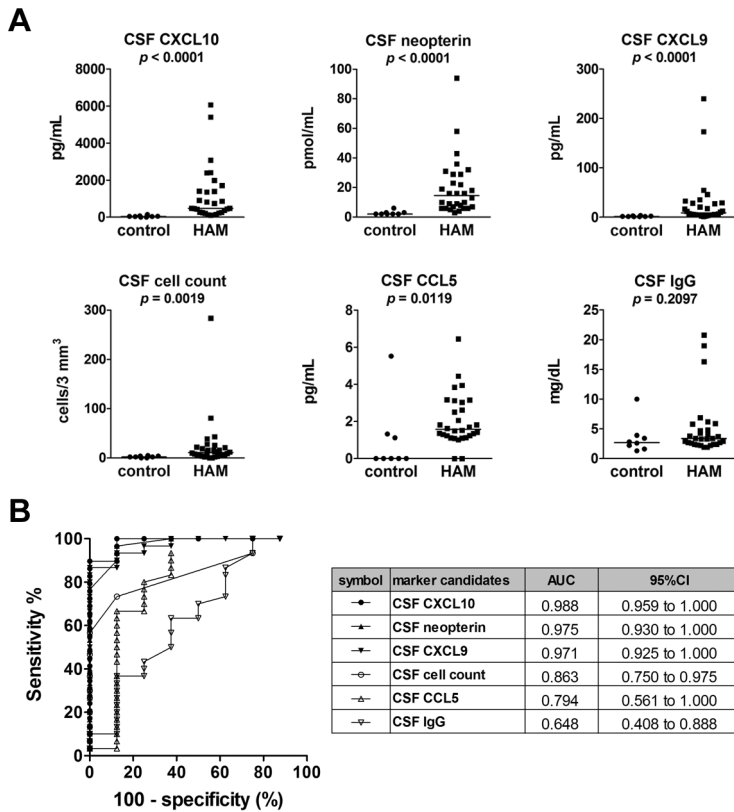 A
CSF CXCL10
p < 0.0001
pg/mL
8000
6000
4000
2000
0
control HAM
CSF neopterin
p < 0.0001
pmol/mL
100
80
60
40
20
0
control HAM
CSF CXCL9
p < 0.0001
pg/mL
300
200
100
0
control HAM
CSF cell count
p = 0.0019
cells/3 mm³
300
200
100
0
control HAM
CSF CCL5
p = 0.0119
pg/mL
8
6
4
2
0
control HAM
CSF IgG
p = 0.2097
mg/dL
25
20
15
10
5
0
control HAM
B
Sensitivity %
100
80
60
40
20
0
0 20 40 60 80 100
100 - specificity (%)
symbol marker candidates AUC 95%CI
CSF CXCL10 0.988 0.959 to 1.000
CSF neopterin 0.975 0.930 to 1.000
CSF CXCL9 0.971 0.925 to 1.000
CSF cell count 0.863 0.750 to 0.975
CSF CCL5 0.794 0.561 to 1.000
CSF IgG 0.648 0.408 to 0.888